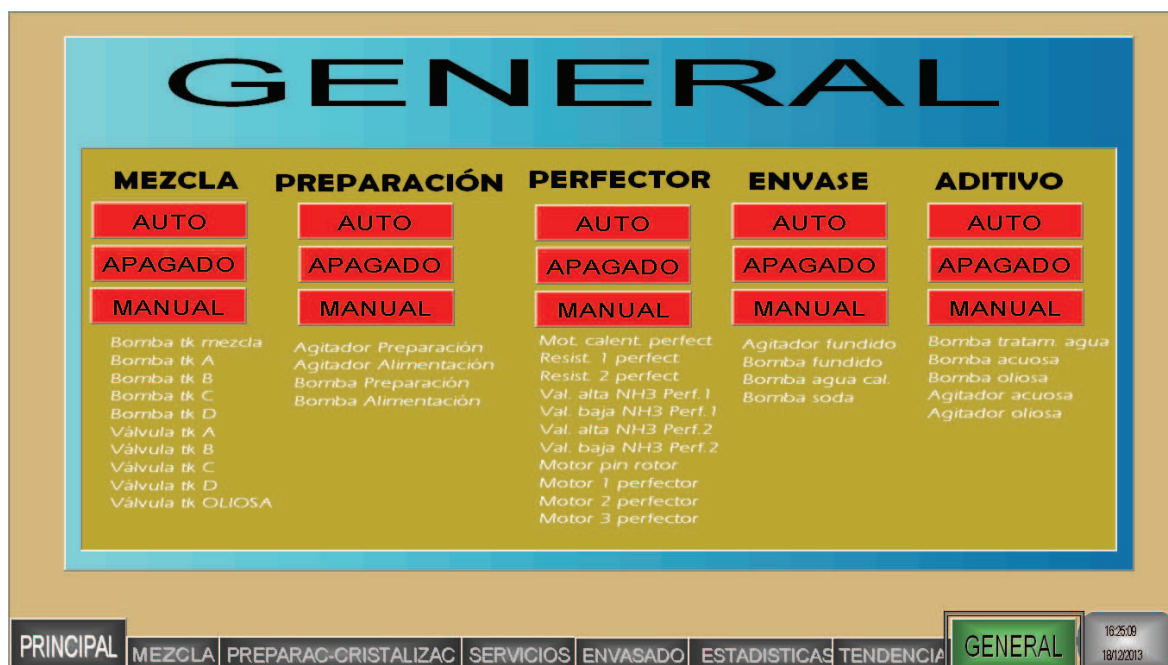 GENERAL
MEZCLA
AUTO
APAGADO
MANUAL
Bomba tk mezcla
Bomba tk A
Bomba tk B
Bomba tk C
Bomba tk D
Válvula tk A
Válvula tk B
Válvula tk C
Válvula tk D
Válvula tk OLIOSA
PREPARACIÓN
AUTO
APAGADO
MANUAL
Agitador Preparación
Agitador Alimentación
Bomba Preparación
Bomba Alimentación
PERFECTOR
AUTO
APAGADO
MANUAL
Mot. calent. perfect
Resist. 1 perfect
Resist. 2 perfect
Val. alta NH3 Perf.1
Val. baja NH3 Perf.1
Val. alta NH3 Perf.2
Val. baja NH3 Perf.2
Motor pin rotor
Motor 1 perfector
Motor 2 perfector
Motor 3 perfector
ENVASE
AUTO
APAGADO
MANUAL
Agitador fundido
Bomba fundido
Bomba agua cal.
Bomba soda
ADITIVO
AUTO
APAGADO
MANUAL
Bomba tratam. agua
Bomba acuosa
Bomba oliosa
Agitador acuosa
Agitador oliosa
PRINCIPAL
MEZCLA
PREPARAC-CRISTALIZAC
SERVICIOS
ENVASADO
ESTADISTICAS
TENDENCIA
GENERAL
16:25:09
18/12/2013